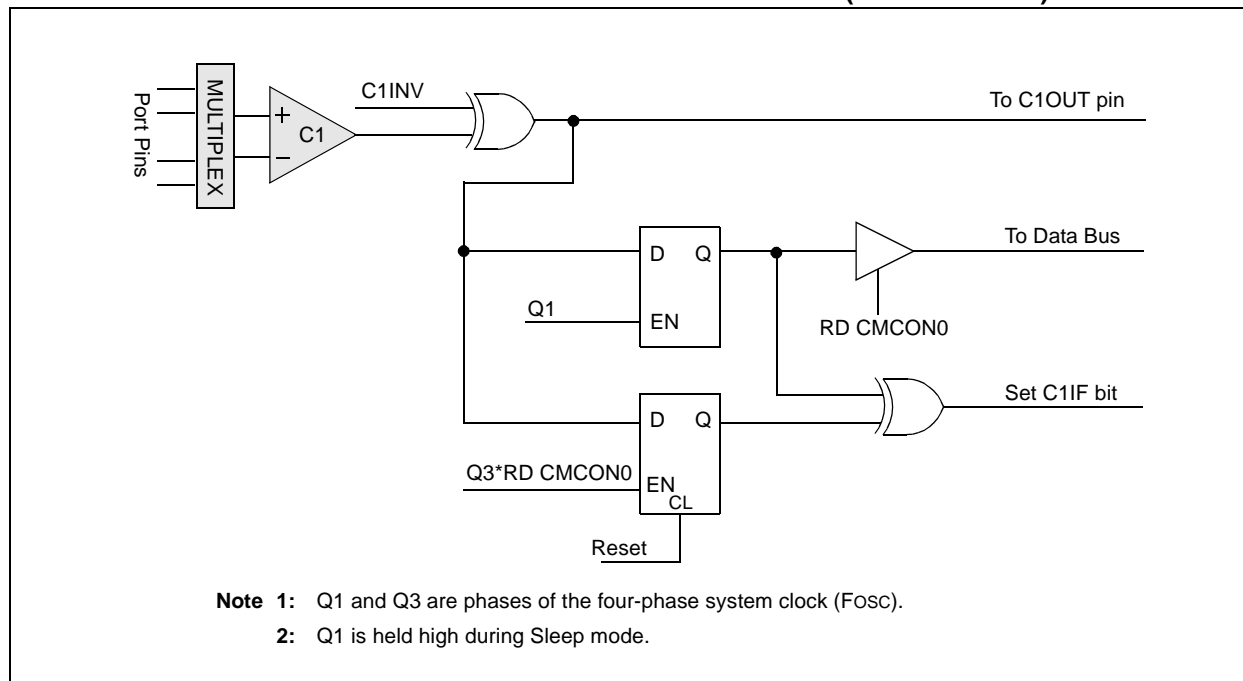 C1INV
To C1OUT pin
MULTIPLEX
Port Pins
+
C1
–
To Data Bus
D Q
Q1
EN
RD CMCON0
Set C1IF bit
D Q
Q3*RD CMCON0
EN
CL
Reset
Note 1: Q1 and Q3 are phases of the four-phase system clock (FOSC).
2: Q1 is held high during Sleep mode.